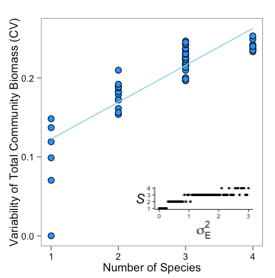 Variability of Total Community Biomass (CV)
0.2
0.1
0.0
S
4
3
2
1
0 1 2 3
σ²E
1 2 3 4
Number of Species